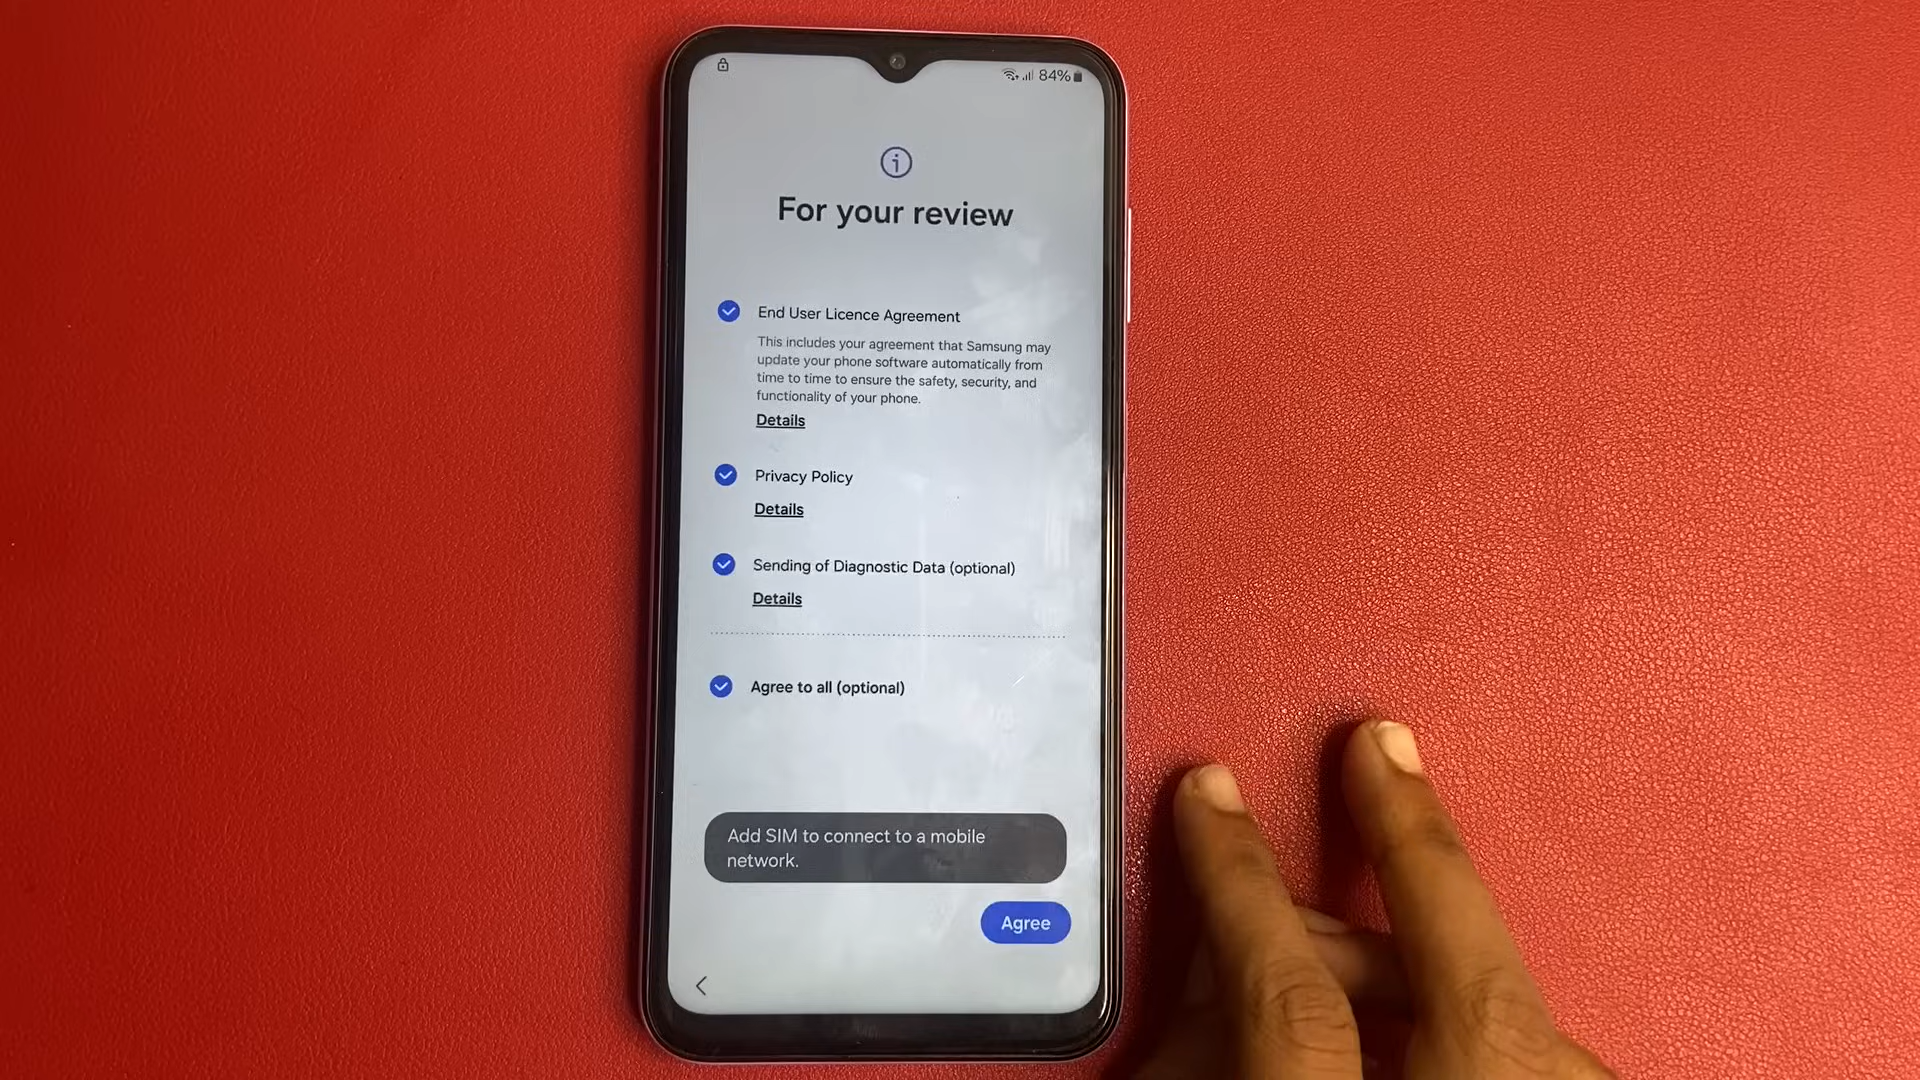 84%
For your review
End User Licence Agreement
This includes your agreement that Samsung may
update your phone software automatically from
time to time to ensure the safety, security, and
functionality of your phone.
Details
Privacy Policy
Details
Sending of Diagnostic Data (optional)
Details
Agree to all (optional)
Add SIM to connect to a mobile
network.
Agree